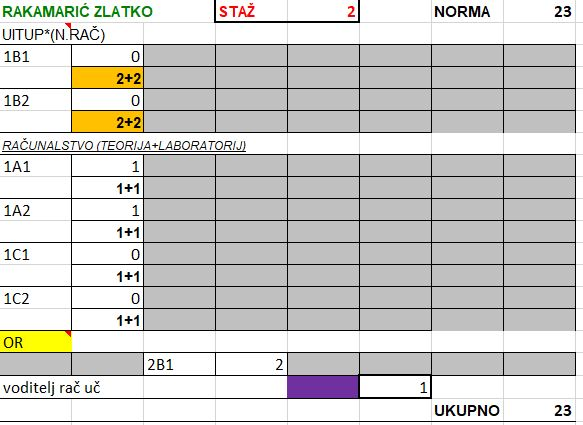 RAKAMARIĆ ZLATKO STAŽ 2 NORMA 23
UITUP*(N.RAČ)
1B1 0
2+2
1B2 0
2+2
RAČUNALSTVO (TEORIJA+LABORATORIJ)
1A1 1
1+1
1A2 1
1+1
1C1 0
1+1
1C2 0
1+1
OR
2B1 2
voditelj rač uč 1
UKUPNO 23